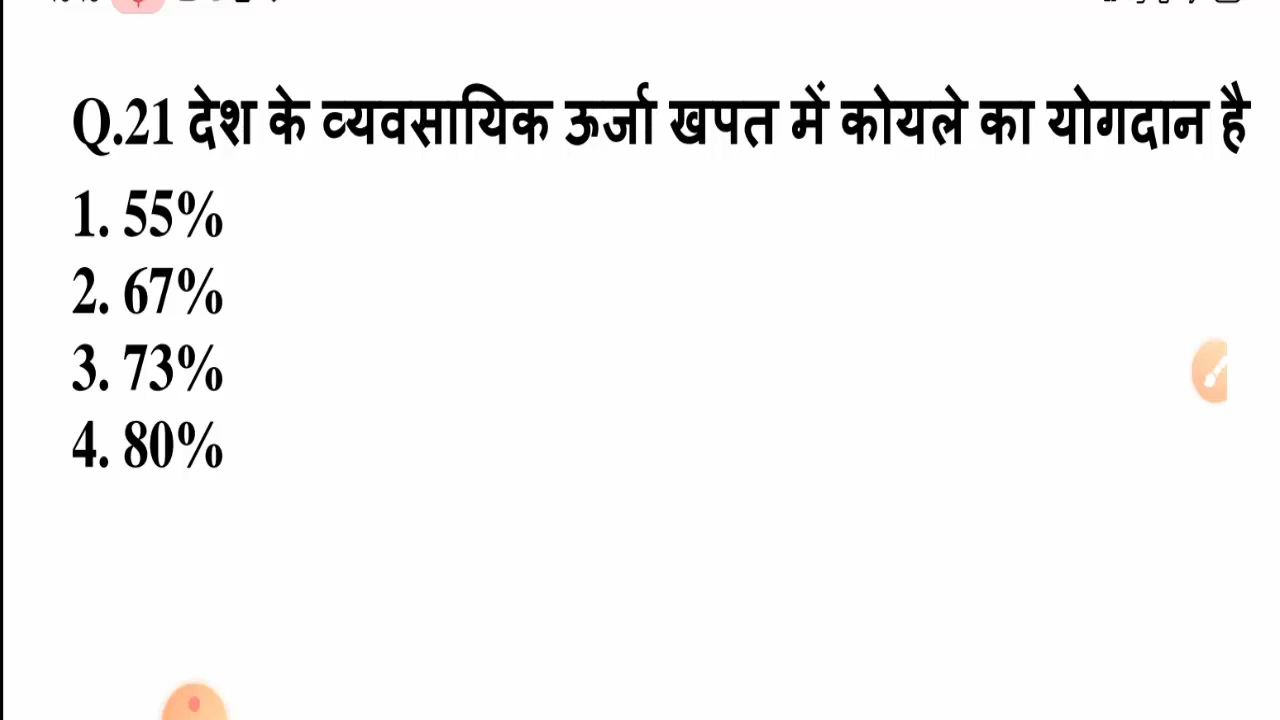 Q.21 देश के व्यवसायिक ऊर्जा खपत में कोयले का योगदान है
1. 55%
2. 67%
3. 73%
4. 80%